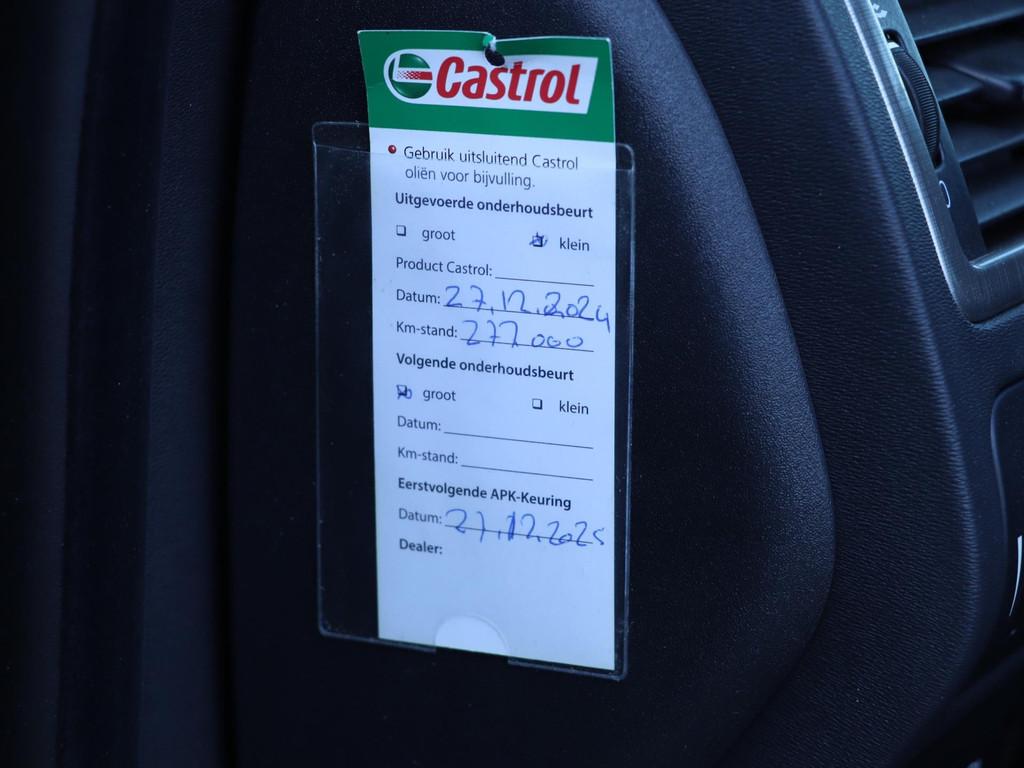 Castrol
Gebruik uitsluitend Castrol
oliën voor bijvulling.
Uitgevoerde onderhoudsbeurt
groot klein
Product Castrol:
Datum: 27.12.2024
Km-stand: 277.000
Volgende onderhoudsbeurt
groot klein
Datum:
Km-stand:
Eerstvolgende APK-Keuring
Datum: 27.12.2025
Dealer:
0